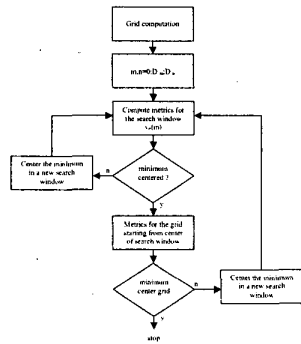 Grid computation
Compute metrics for
the search window
minimum
centered ?
n
Center the minimum
in a new search
window
y
Metrics for the grid
starting from center
of search window
minimum
center grid
n
Center the minimum
in a new search
window
y
stop